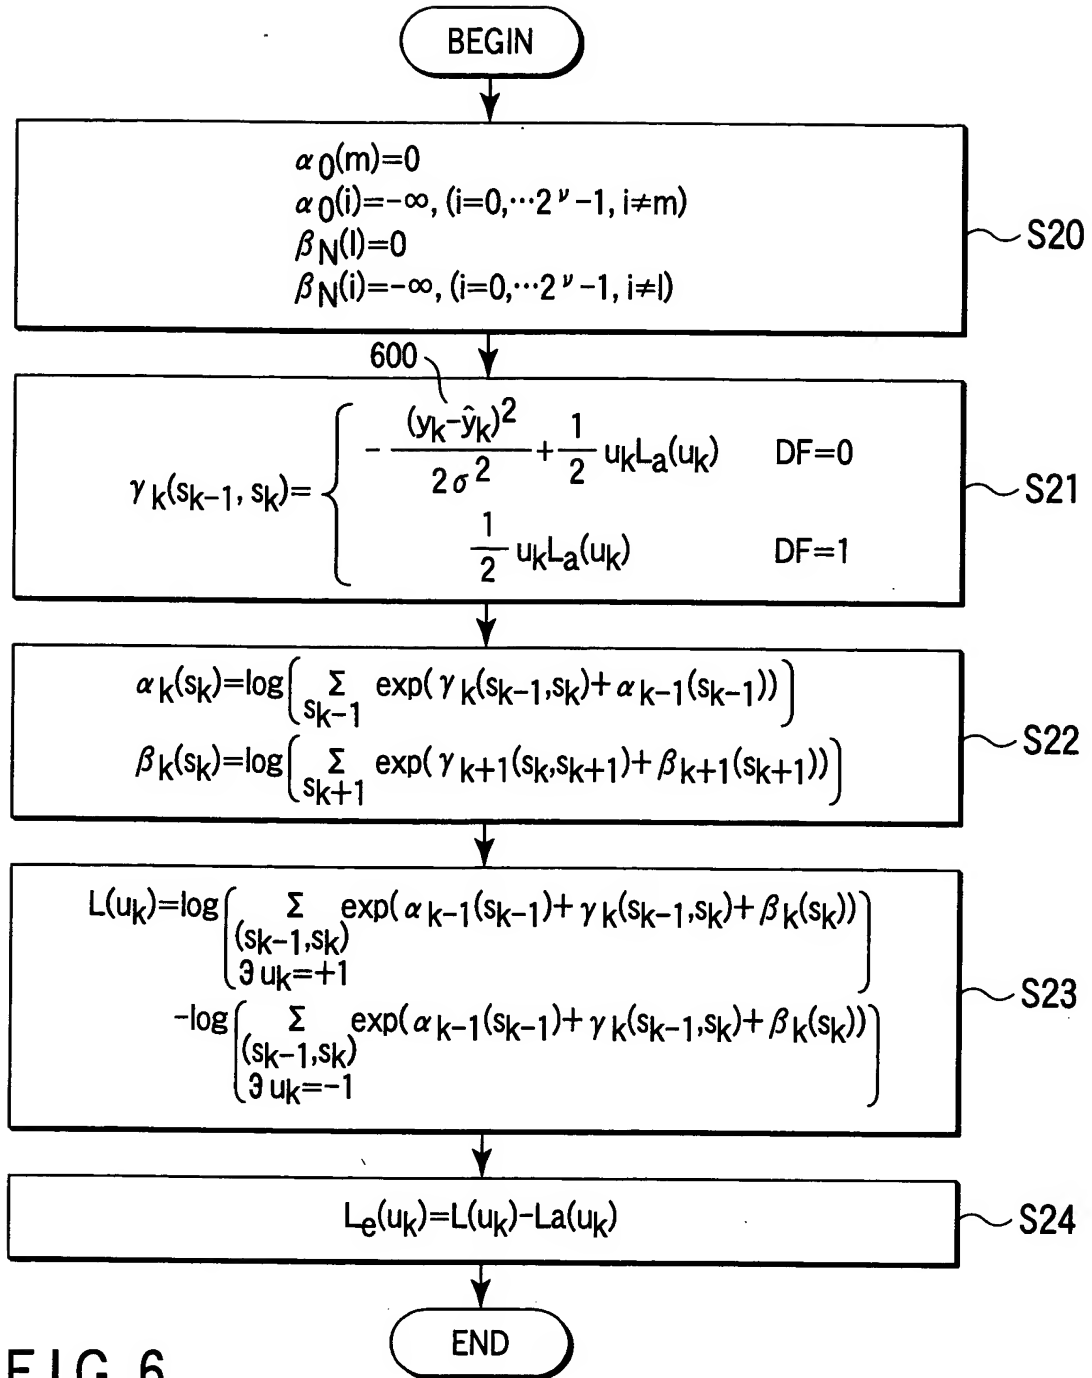 BEGIN
α0(m)=0
α0(i)=-∞, (i=0,⋯2^ν-1, i≠m)
βN(l)=0
βN(i)=-∞, (i=0,⋯2^ν-1, i≠l)
S20
600
γk(sk-1, sk)= { -(yk-ŷk)^2/2σ^2 + 1/2 ukLa(uk) DF=0
1/2 ukLa(uk) DF=1
S21
αk(sk)=log(Σ sk-1 exp(γk(sk-1,sk)+αk-1(sk-1)))
βk(sk)=log(Σ sk+1 exp(γk+1(sk,sk+1)+βk+1(sk+1)))
S22
L(uk)=log(Σ (sk-1,sk) ∋uk=+1 exp(αk-1(sk-1)+γk(sk-1,sk)+βk(sk)))
-log(Σ (sk-1,sk) ∋uk=-1 exp(αk-1(sk-1)+γk(sk-1,sk)+βk(sk)))
S23
Le(uk)=L(uk)-La(uk)
S24
END
FIG. 6